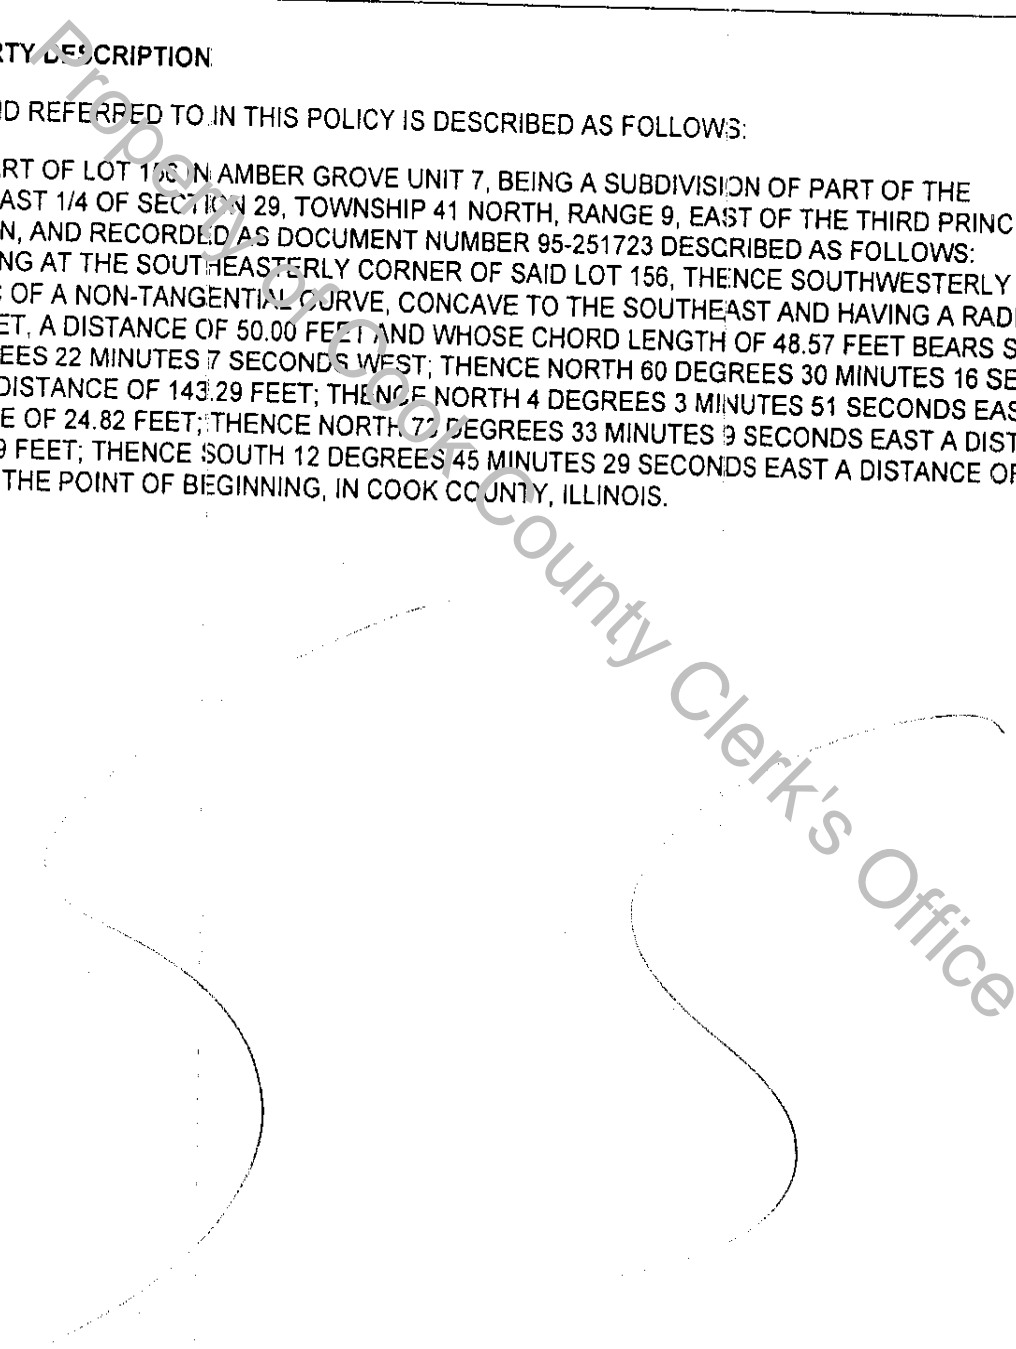 RTY DESCRIPTION
ID REFERRED TO IN THIS POLICY IS DESCRIBED AS FOLLOWS:
RT OF LOT 156 IN AMBER GROVE UNIT 7, BEING A SUBDIVISION OF PART OF THE
AST 1/4 OF SECTION 29, TOWNSHIP 41 NORTH, RANGE 9, EAST OF THE THIRD PRINC
N, AND RECORDED AS DOCUMENT NUMBER 95-251723 DESCRIBED AS FOLLOWS:
NG AT THE SOUTHEASTERLY CORNER OF SAID LOT 156, THENCE SOUTHWESTERLY
OF A NON-TANGENTIAL CURVE, CONCAVE TO THE SOUTHEAST AND HAVING A RADI
ET, A DISTANCE OF 50.00 FEET AND WHOSE CHORD LENGTH OF 48.57 FEET BEARS S
EES 22 MINUTES 7 SECONDS WEST; THENCE NORTH 60 DEGREES 30 MINUTES 16 SE
DISTANCE OF 143.29 FEET; THENCE NORTH 4 DEGREES 3 MINUTES 51 SECONDS EAS
E OF 24.82 FEET; THENCE NORTH DEGREES 33 MINUTES 9 SECONDS EAST A DIST
9 FEET; THENCE SOUTH 12 DEGREES 45 MINUTES 29 SECONDS EAST A DISTANCE OF
THE POINT OF BEGINNING, IN COOK COUNTY, ILLINOIS.
Property of Cook County Clerk's Office